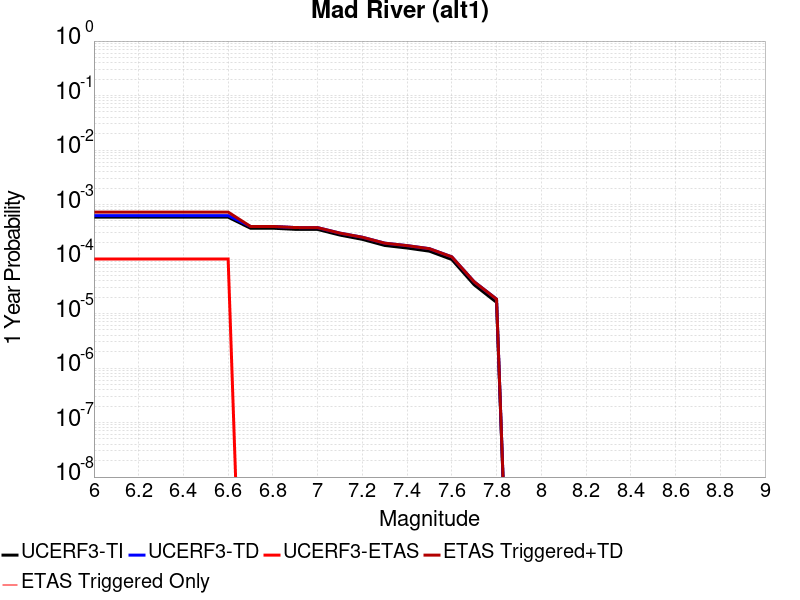 Mad River (alt1)
10^0
10^-1
10^-2
10^-3
10^-4
10^-5
10^-6
10^-7
10^-8
1 Year Probability
6 6.2 6.4 6.6 6.8 7 7.2 7.4 7.6 7.8 8 8.2 8.4 8.6 8.8 9
Magnitude
UCERF3-TI UCERF3-TD UCERF3-ETAS ETAS Triggered+TD
ETAS Triggered Only